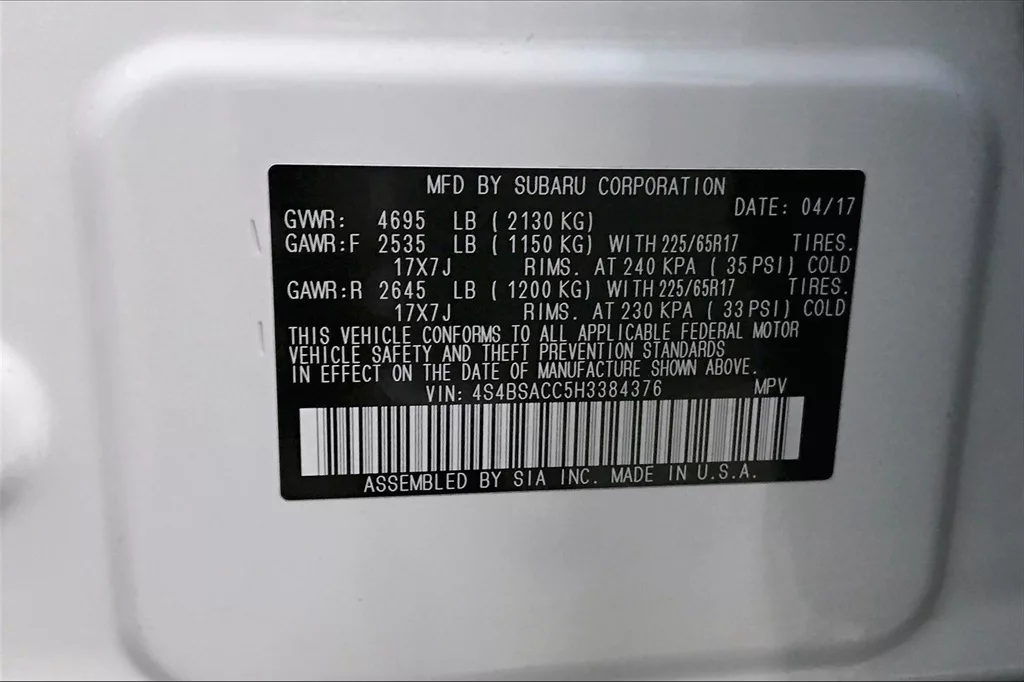 MFD BY SUBARU CORPORATION
DATE: 04/17
GVWR: 4695 LB ( 2130 KG)
GAWR:F 2535 LB ( 1150 KG) WITH 225/65R17 TIRES.
17X7J RIMS. AT 240 KPA ( 35 PSI) COLD
GAWR:R 2645 LB ( 1200 KG) WITH 225/65R17 TIRES.
17X7J RIMS. AT 230 KPA ( 33 PSI) COLD
THIS VEHICLE CONFORMS TO ALL APPLICABLE FEDERAL MOTOR
VEHICLE SAFETY AND THEFT PREVENTION STANDARDS
IN EFFECT ON THE DATE OF MANUFACTURE SHOWN ABOVE.
VIN: 4S4BSACC5H3384376 MPV
ASSEMBLED BY SIA INC. MADE IN U.S.A.